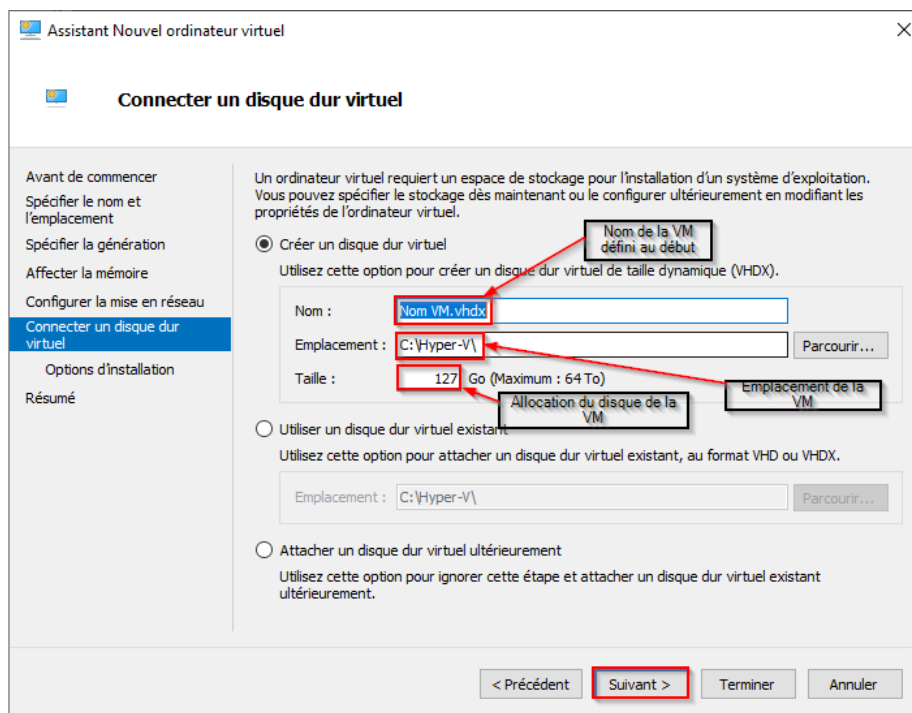 Assistant Nouvel ordinateur virtuel
Connecter un disque dur virtuel
Avant de commencer
Spécifier le nom et
l'emplacement
Spécifier la génération
Affecter la mémoire
Configurer la mise en réseau
Connecter un disque dur
virtuel
Options d'installation
Résumé
Un ordinateur virtuel requiert un espace de stockage pour l'installation d'un système d'exploitation.
Vous pouvez spécifier le stockage dès maintenant ou le configurer ultérieurement en modifiant les
propriétés de l'ordinateur virtuel.
Nom de la VM
défini au début
Créer un disque dur virtuel
Utilisez cette option pour créer un disque dur virtuel de taille dynamique (VHDX).
Nom : Nom VM.vhdx
Emplacement : C:\Hyper-V\ Parcourir...
Taille : 127 Go (Maximum : 64 To)
Emplacement de la
VM
Allocation du disque de la
VM
Utiliser un disque dur virtuel existant
Utilisez cette option pour attacher un disque dur virtuel existant, au format VHD ou VHDX.
Emplacement : C:\Hyper-V\ Parcourir...
Attacher un disque dur virtuel ultérieurement
Utilisez cette option pour ignorer cette étape et attacher un disque dur virtuel existant
ultérieurement.
< Précédent Suivant > Terminer Annuler